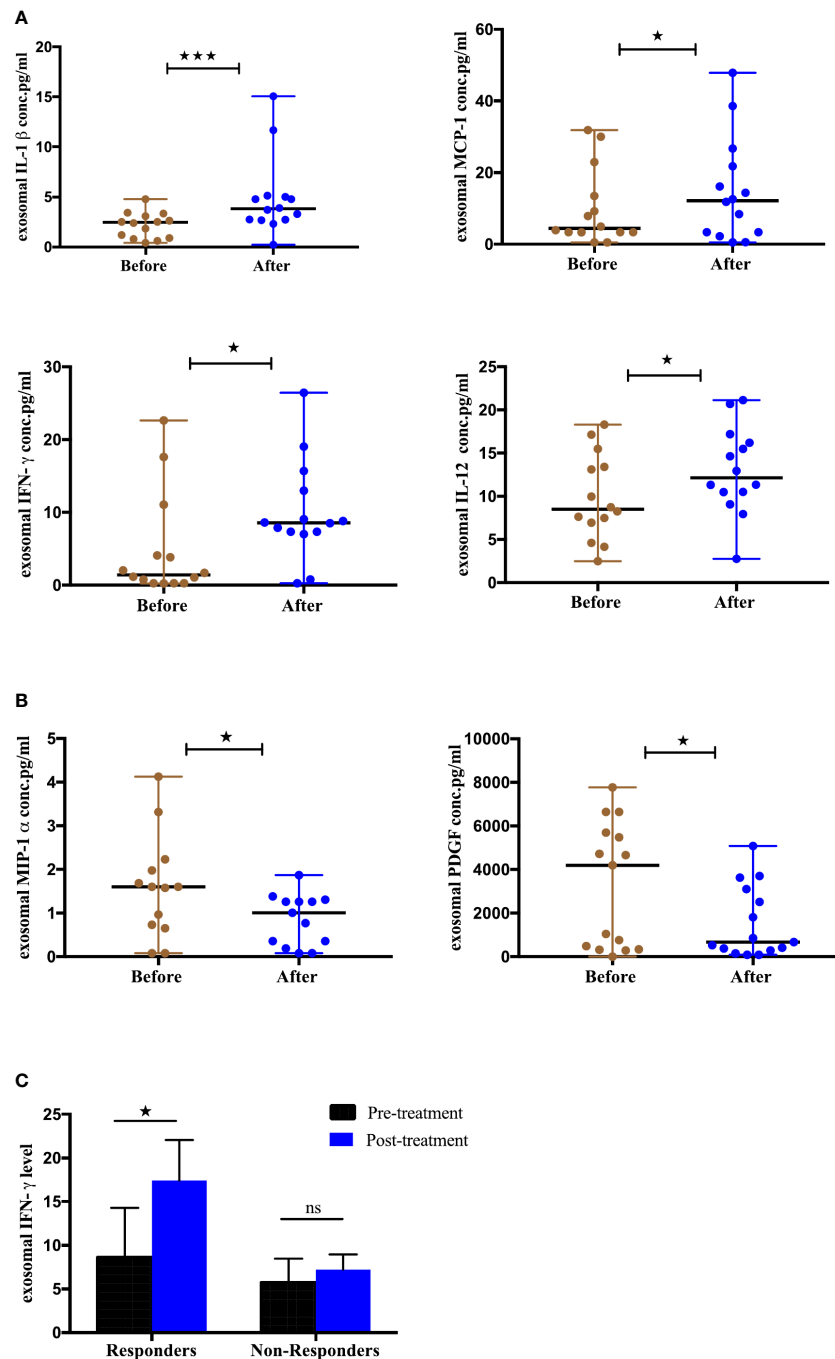 A
exosomal IL-1 β conc.pg/ml
20
15
10
5
0
★★★
Before
After
exosomal MCP-1 conc.pg/ml
60
40
20
0
★
Before
After
exosomal IFN- γ conc.pg/ml
30
20
10
0
★
Before
After
exosomal IL-12 conc.pg/ml
25
20
15
10
5
0
★
Before
After
B
exosomal MIP-1 α conc.pg/ml
5
4
3
2
1
0
★
Before
After
exosomal PDGF conc.pg/ml
10000
8000
6000
4000
2000
0
★
Before
After
C
exosomal IFN- γ level
25
20
15
10
5
0
★
ns
Pre-treatment
Post-treatment
Responders
Non-Responders